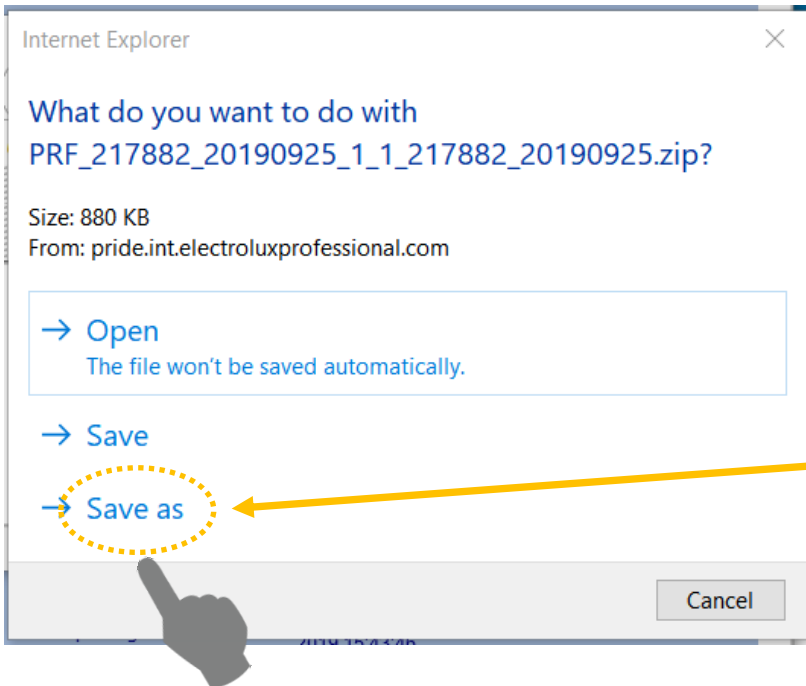 Internet Explorer
What do you want to do with
PRF_217882_20190925_1_1_217882_20190925.zip?
Size: 880 KB
From: pride.int.electroluxprofessional.com
Open
The file won't be saved automatically.
Save
Save as
Cancel